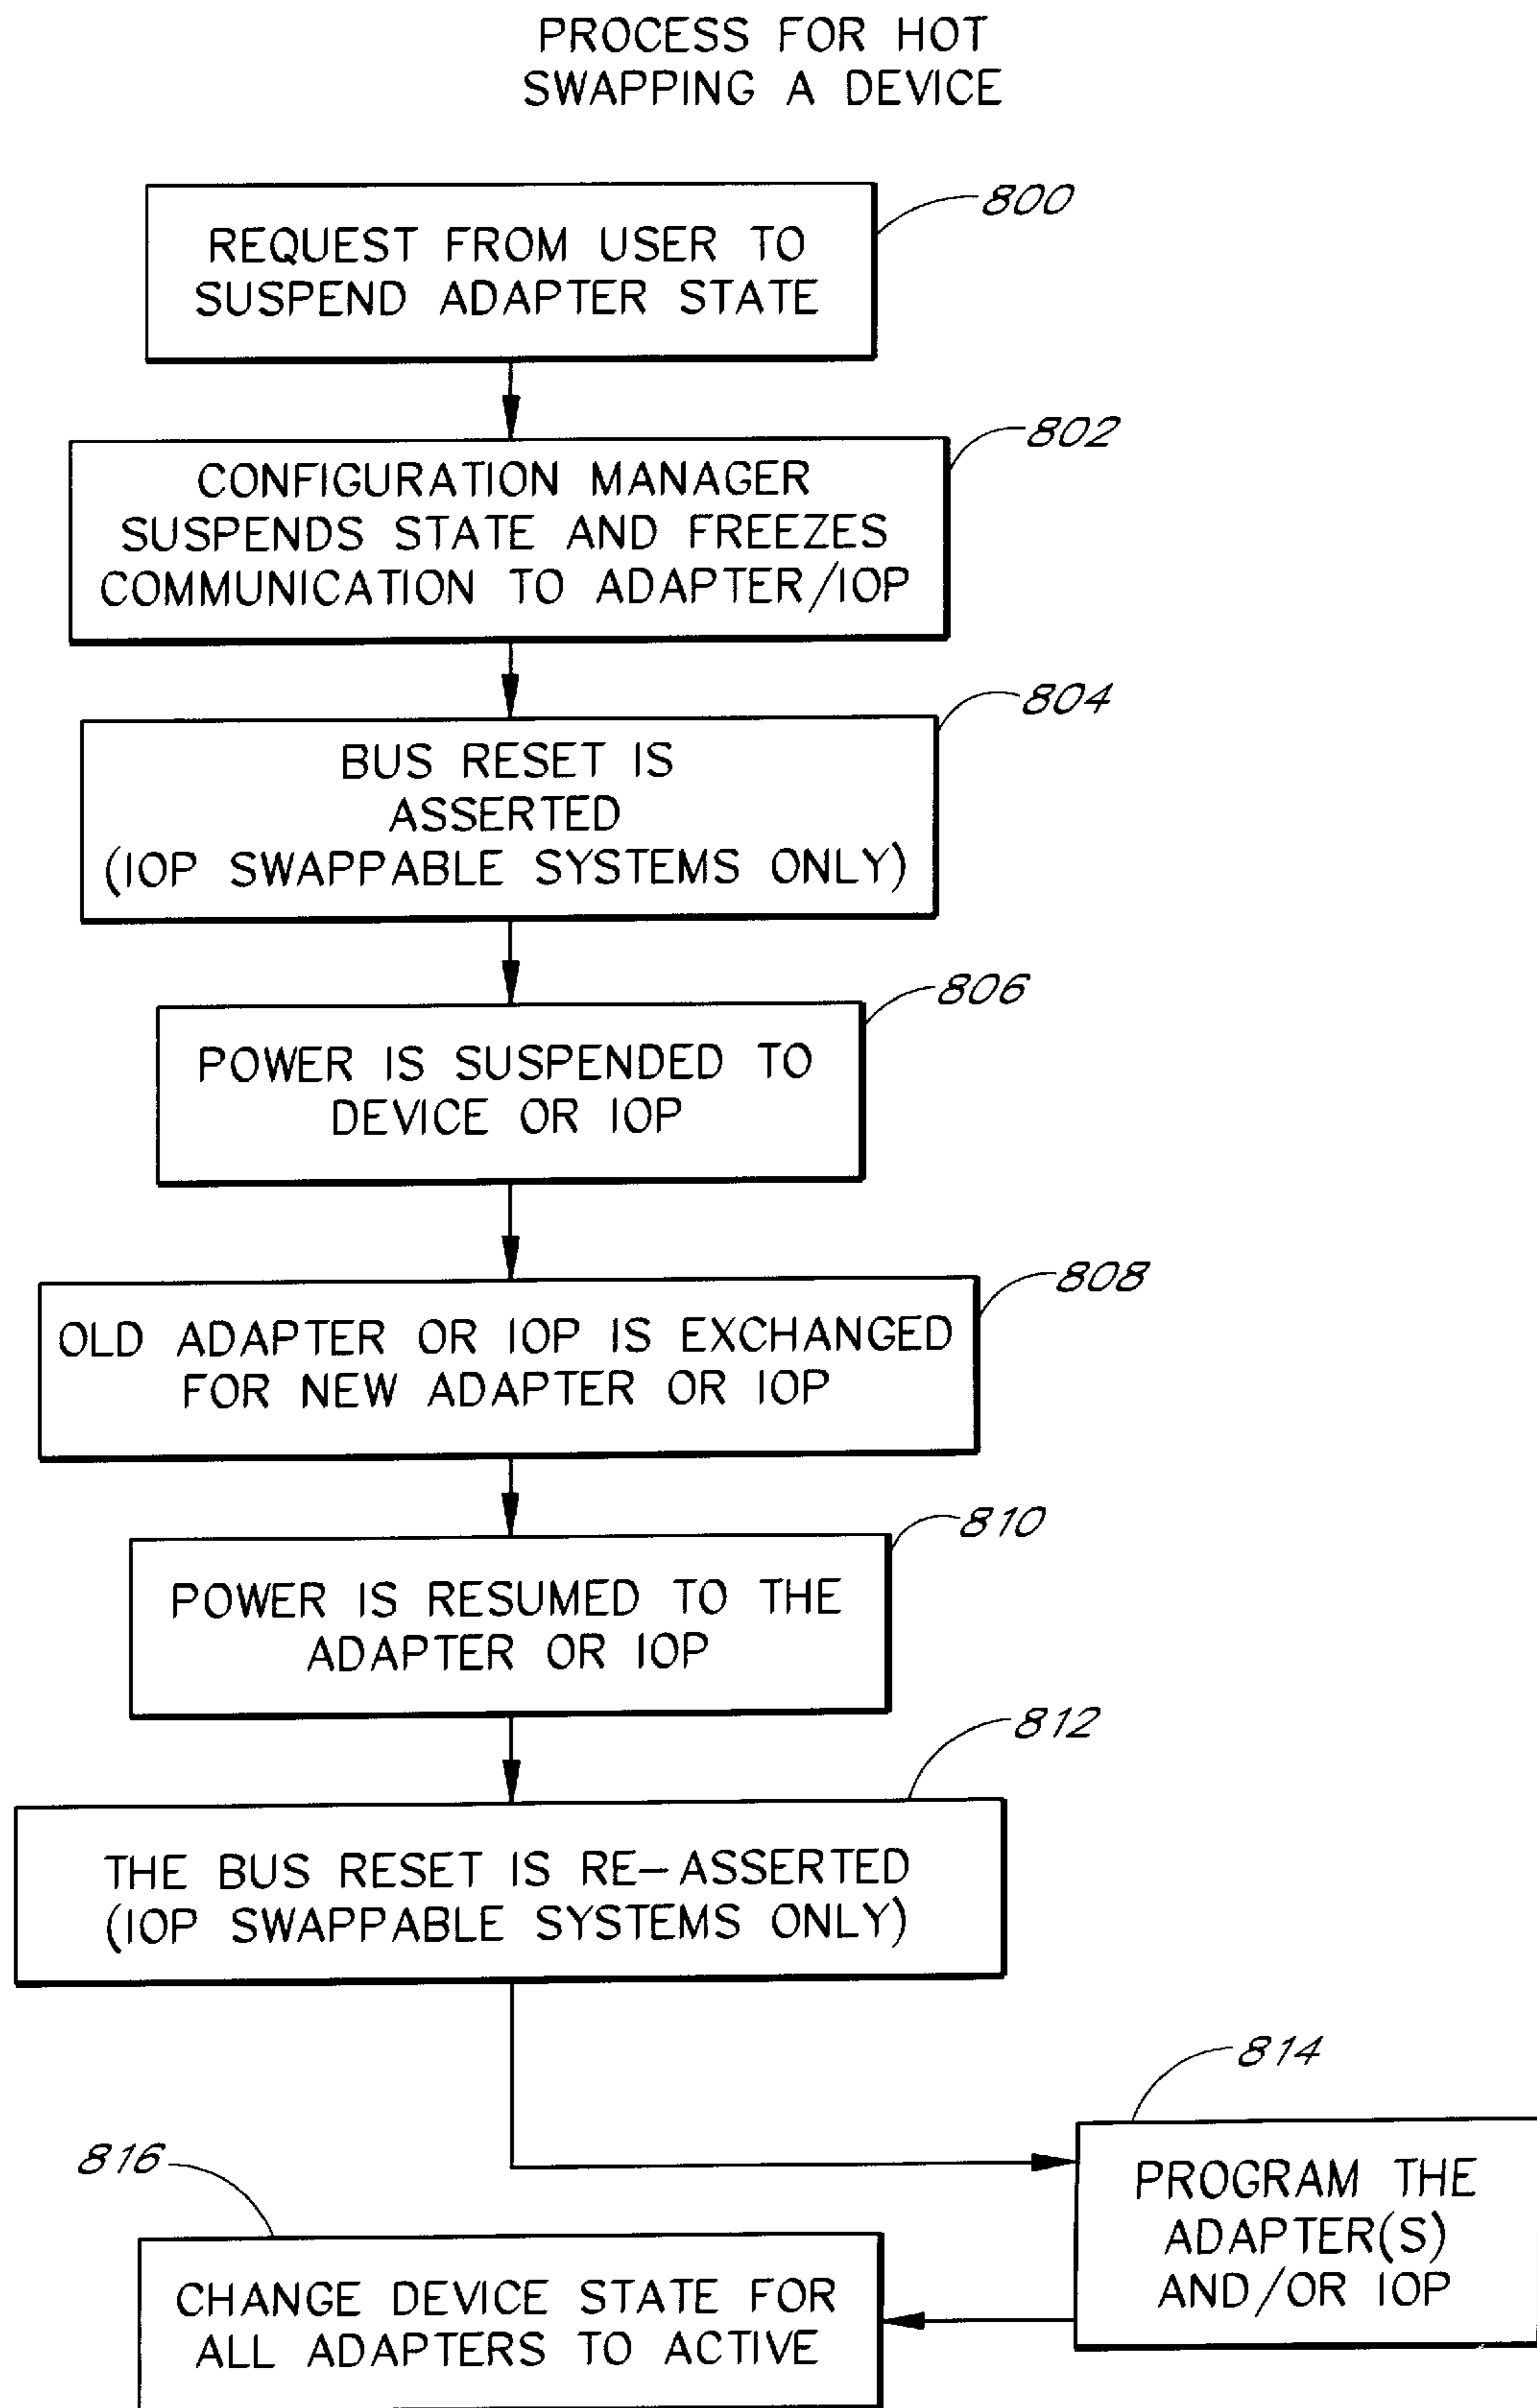 PROCESS FOR HOT
SWAPPING A DEVICE
800
REQUEST FROM USER TO
SUSPEND ADAPTER STATE
802
CONFIGURATION MANAGER
SUSPENDS STATE AND FREEZES
COMMUNICATION TO ADAPTER/IOP
804
BUS RESET IS
ASSERTED
(IOP SWAPPABLE SYSTEMS ONLY)
806
POWER IS SUSPENDED TO
DEVICE OR IOP
808
OLD ADAPTER OR IOP IS EXCHANGED
FOR NEW ADAPTER OR IOP
810
POWER IS RESUMED TO THE
ADAPTER OR IOP
812
THE BUS RESET IS RE-ASSERTED
(IOP SWAPPABLE SYSTEMS ONLY)
814
PROGRAM THE
ADAPTER(S)
AND/OR IOP
816
CHANGE DEVICE STATE FOR
ALL ADAPTERS TO ACTIVE